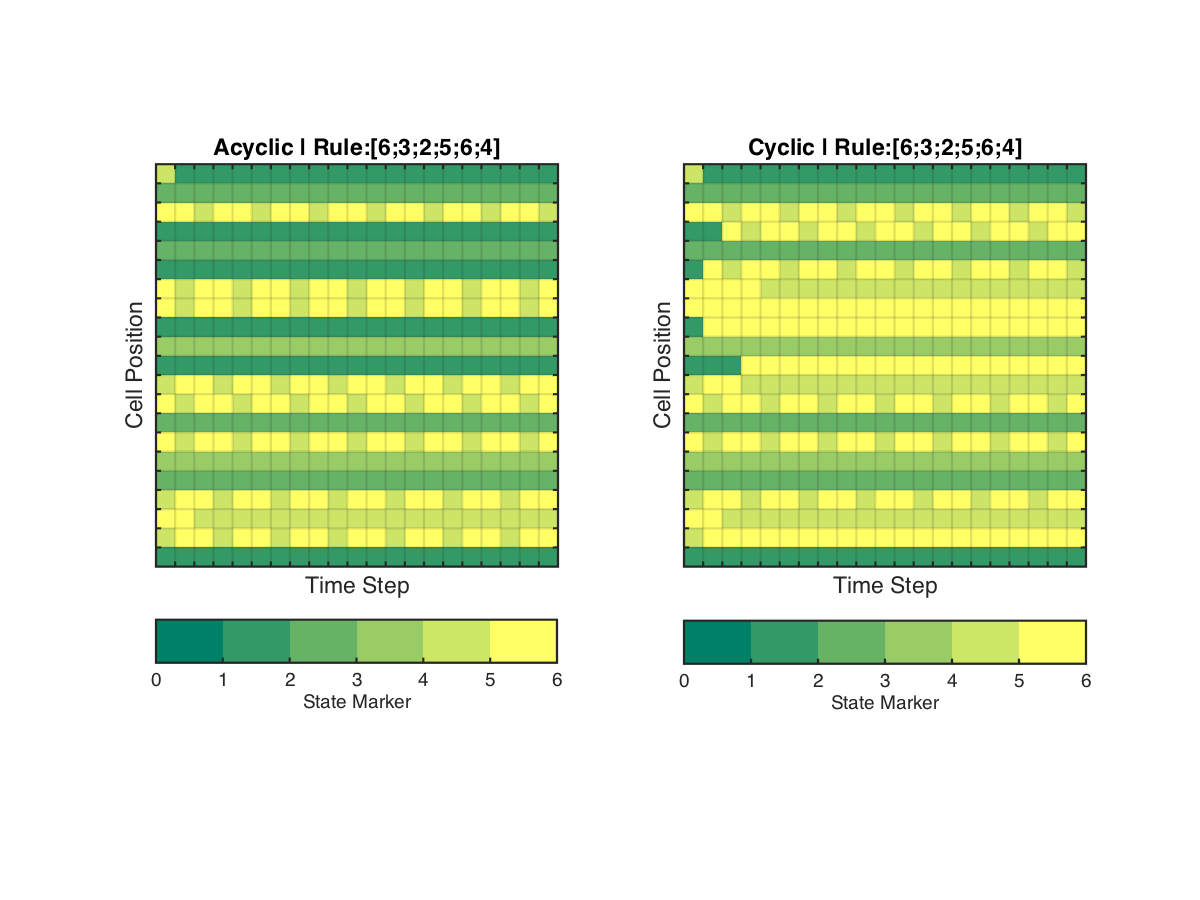 Acyclic | Rule:[6;3;2;5;6;4]
Cell Position
Time Step
0 1 2 3 4 5 6
State Marker
Cyclic | Rule:[6;3;2;5;6;4]
Cell Position
Time Step
0 1 2 3 4 5 6
State Marker